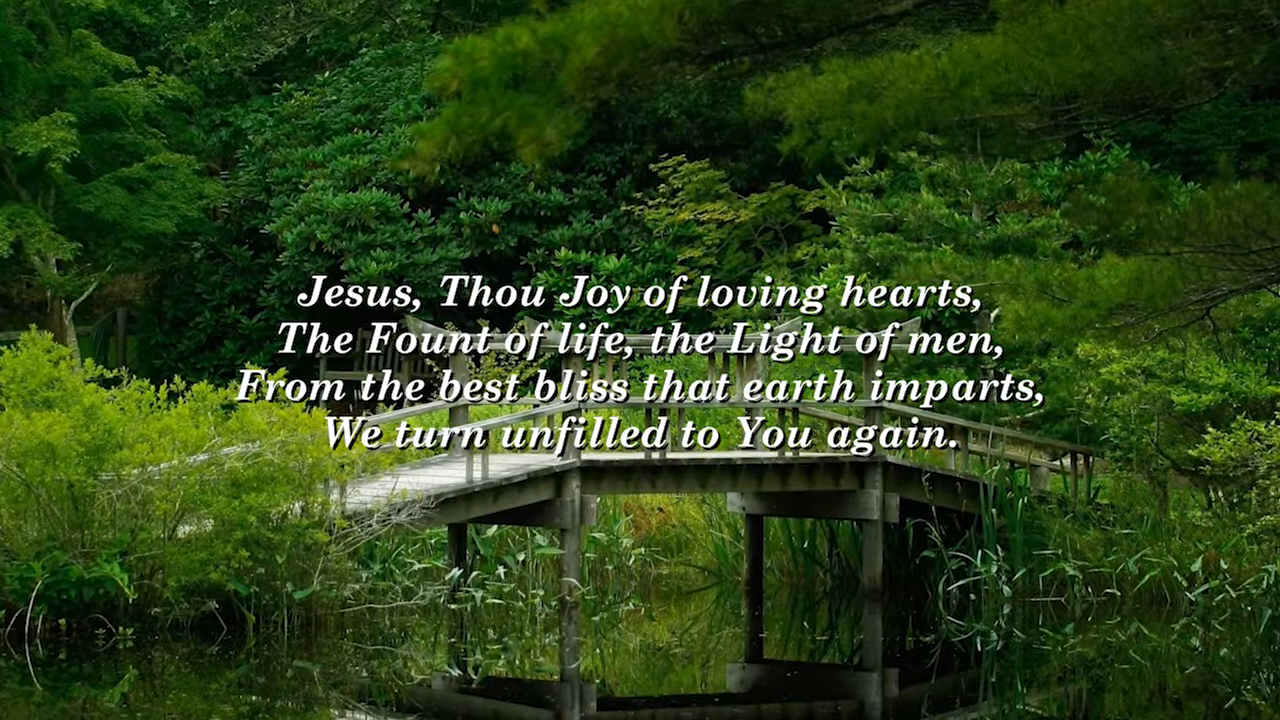 Jesus, Thou Joy of loving hearts,
The Fount of life, the Light of men,
From the best bliss that earth imparts,
We turn unfilled to You again.